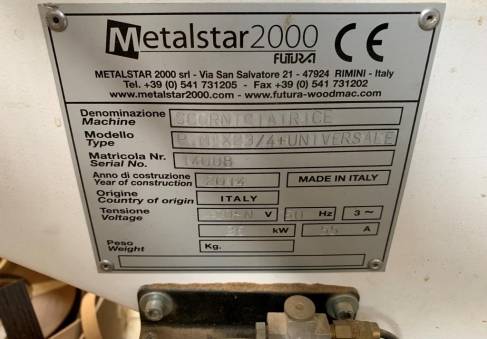 Metalstar2000
FUTURA CE
METALSTAR 2000 srl - Via San Salvatore 21 - 47924 RIMINI - Italy
Tel. +39 (0) 541 731205 - Fax +39 (0) 541 731202
www.metalstar2000.com - www.futura-woodmac.com
Denominazione SCORNICIATRICE
Machine
Modello UNIVERSALE
Type
Matricola Nr.
Serial No.
Anno di costruzione 2014 MADE IN ITALY
Year of construction
Origine ITALY
Country of origin
Tensione V 50 Hz 3~
Voltage kW 55 A
Peso Kg.
Weight